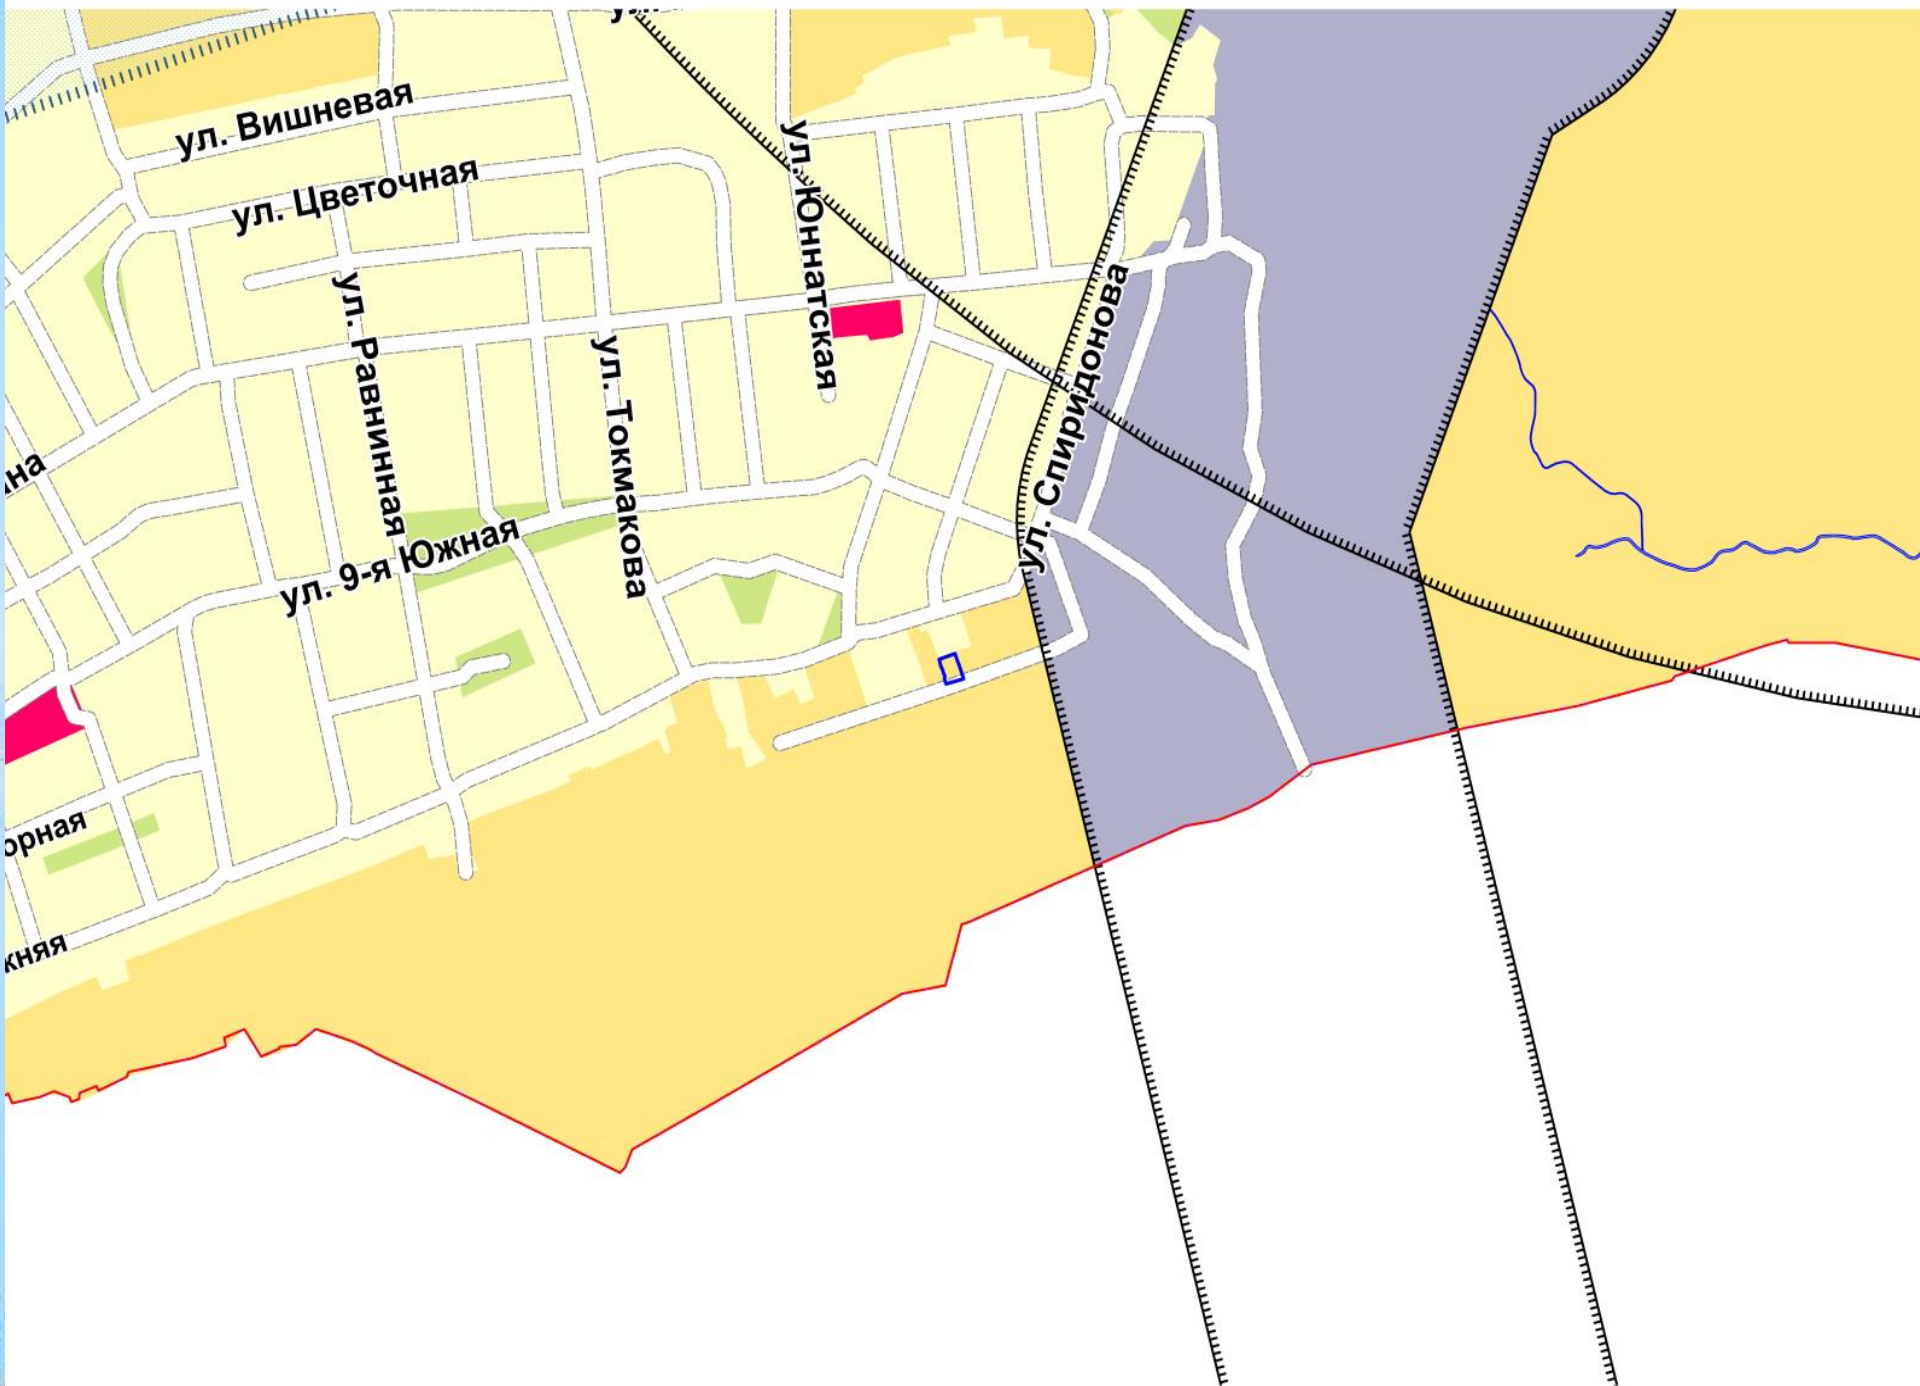 ул. Вишневая
ул. Цветочная
ул. Юннатская
ул. Равнинная
ул. Токмакова
ул. Спиридонова
ул. 9-я Южная